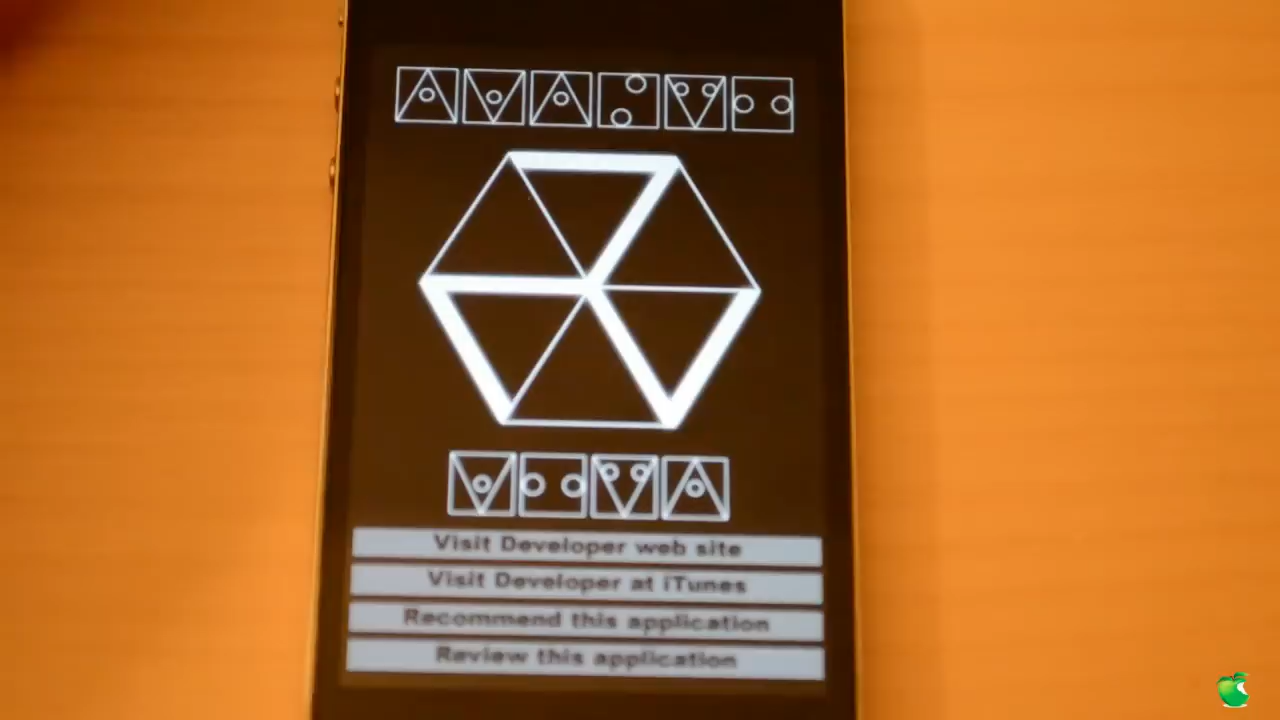 Visit Developer web site
Visit Developer at iTunes
Recommend this application
Review this application